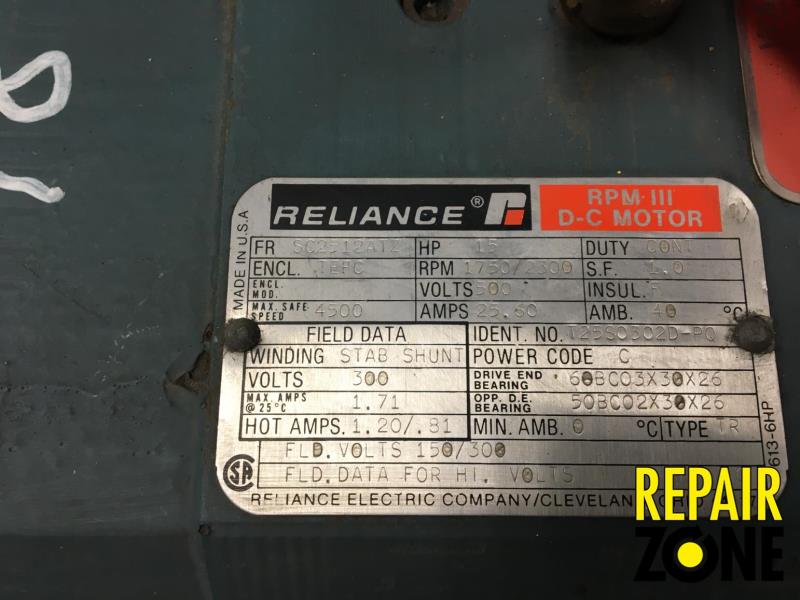 MADE IN U.S.A
RELIANCE®
RPM III
D-C MOTOR
FR SC2512ATZ HP 15 DUTY CONT
ENCL. TEFC RPM 1750/2300 S.F. 1.0
ENCL. MOD. VOLTS 500 INSUL. F
MAX. SAFE SPEED 4500 AMPS 25.60 AMB. 40 °C
FIELD DATA IDENT. NO. T25S0302D-PQ
WINDING STAB SHUNT POWER CODE C
VOLTS 300 DRIVE END BEARING 60BC03X30X26
MAX. AMPS @ 25°C 1.71 OPP. D.E. BEARING 50BC02X30X26
HOT AMPS. 1.20/.81 MIN. AMB. 0 °C TYPE TR
FLD. VOLTS 150/300
FLD. DATA FOR HI. VOLTS
RELIANCE ELECTRIC COMPANY/CLEVELAND
613-6HP
REPAIR
ZONE